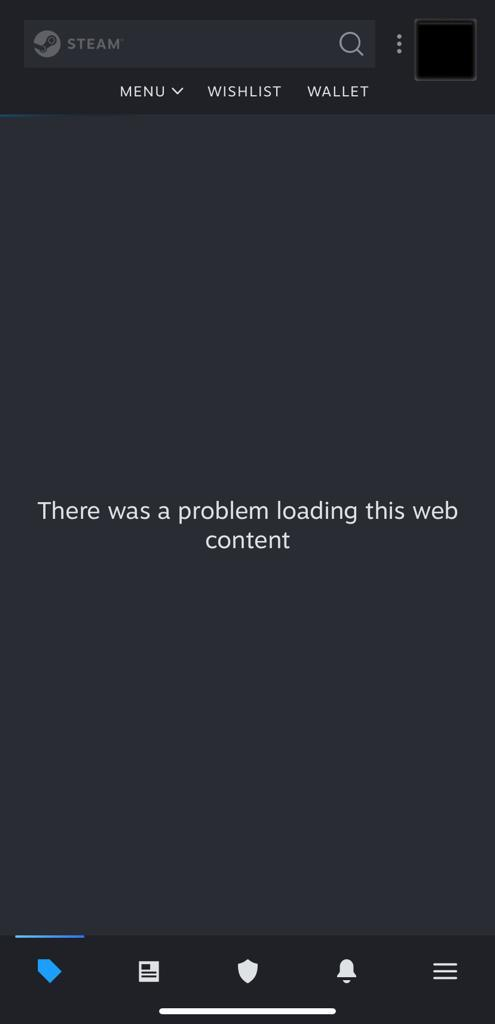 STEAM
MENU WISHLIST WALLET
There was a problem loading this web
content